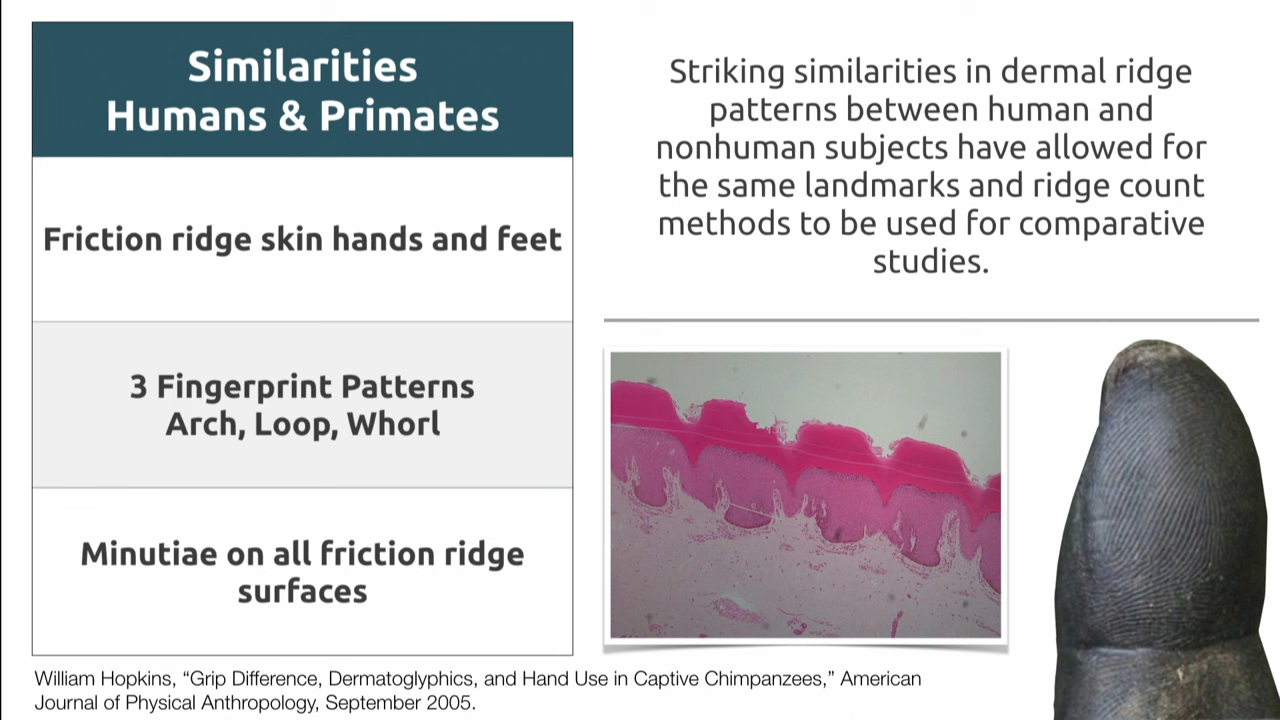 Similarities
Humans & Primates
Friction ridge skin hands and feet
3 Fingerprint Patterns
Arch, Loop, Whorl
Minutiae on all friction ridge
surfaces
Striking similarities in dermal ridge
patterns between human and
nonhuman subjects have allowed for
the same landmarks and ridge count
methods to be used for comparative
studies.
William Hopkins, “Grip Difference, Dermatoglyphics, and Hand Use in Captive Chimpanzees,” American
Journal of Physical Anthropology, September 2005.